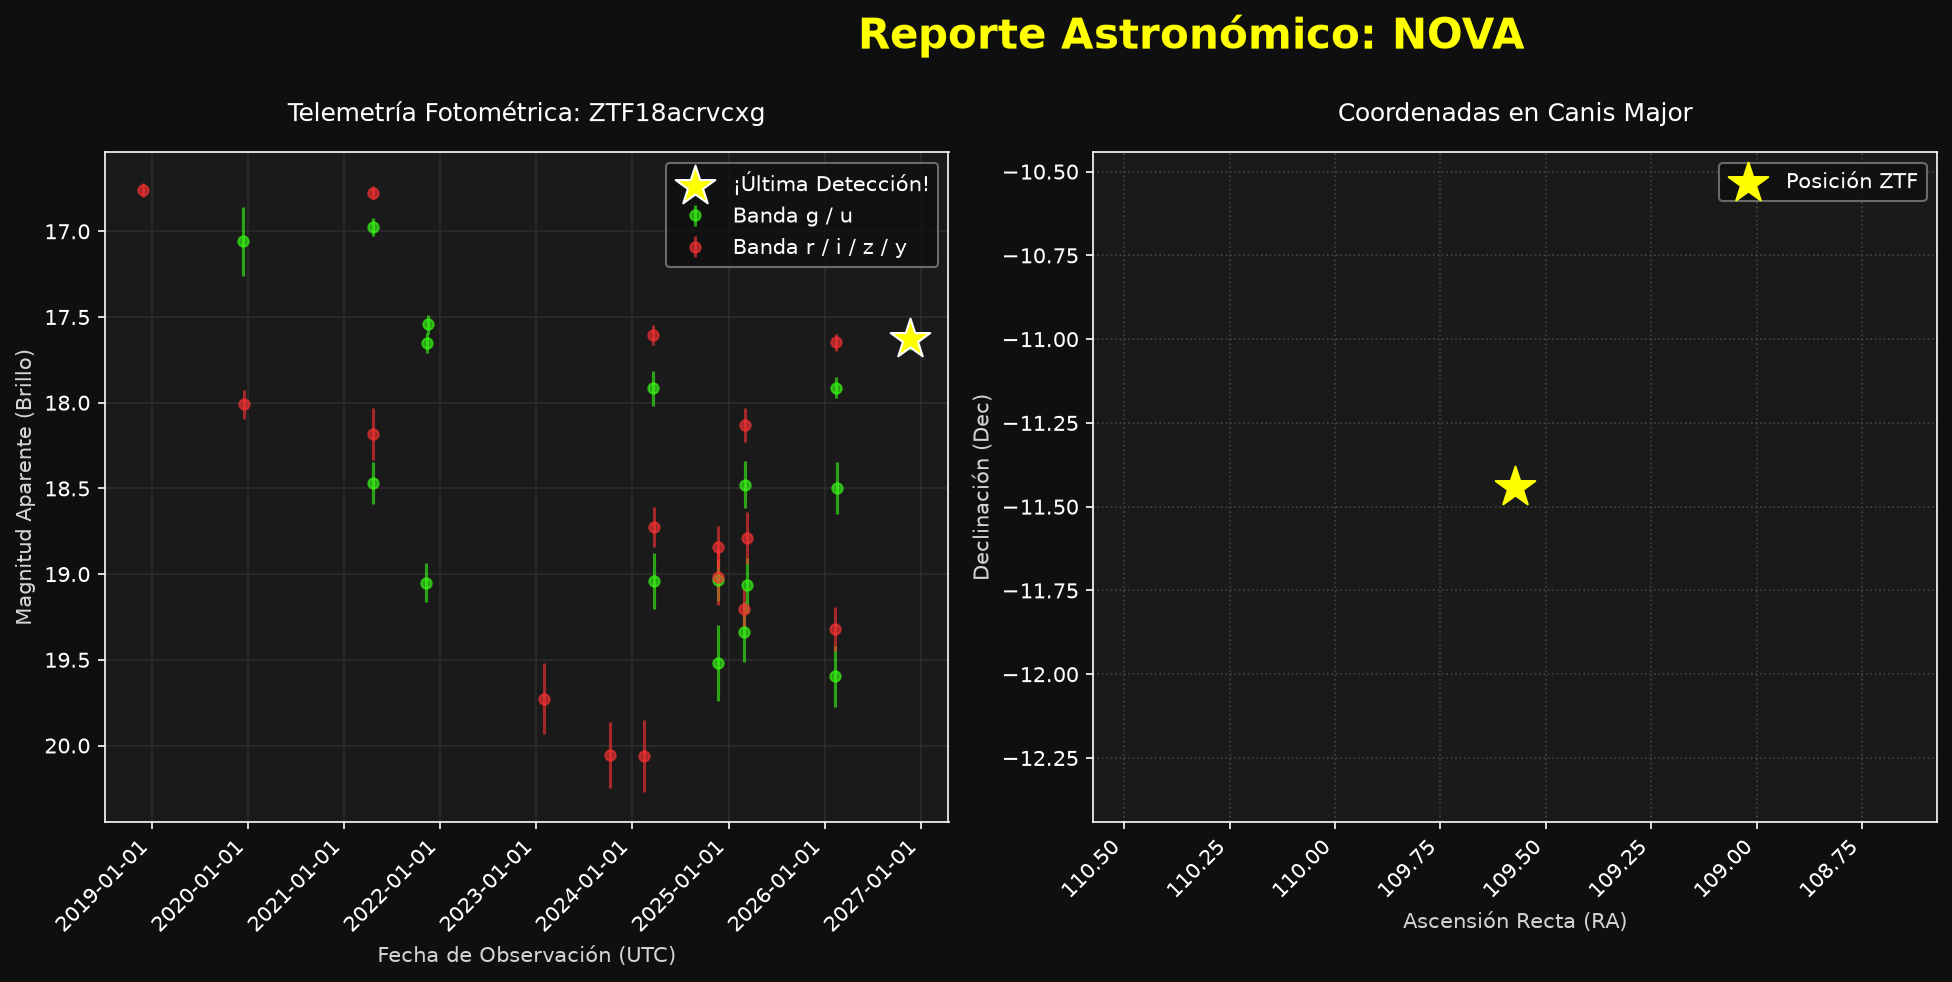 Reporte Astronómico: NOVA
Telemetría Fotométrica: ZTF18acrvcxg
¡Última Detección!
Banda g / u
Banda r / i / z / y
Magnitud Aparente (Brillo)
17.0
17.5
18.0
18.5
19.0
19.5
20.0
2019-01-01
2020-01-01
2021-01-01
2022-01-01
2023-01-01
2024-01-01
2025-01-01
2026-01-01
2027-01-01
Fecha de Observación (UTC)
Coordenadas en Canis Major
Posición ZTF
Declinación (Dec)
−10.50
−10.75
−11.00
−11.25
−11.50
−11.75
−12.00
−12.25
110.50
110.25
110.00
109.75
109.50
109.25
109.00
108.75
Ascensión Recta (RA)